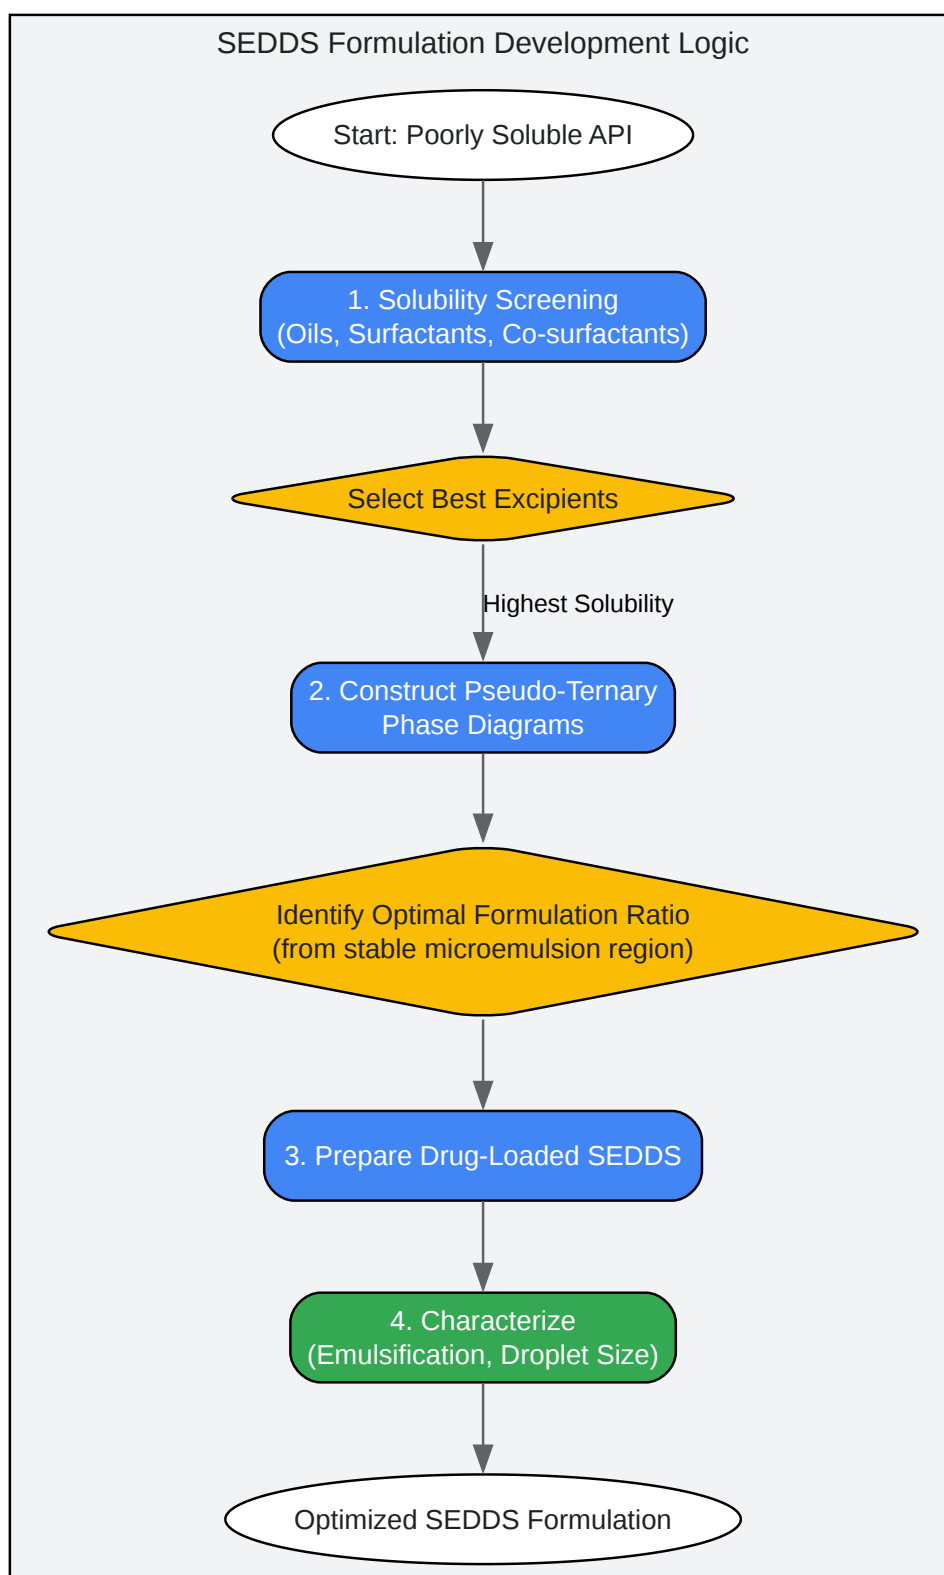 SEDDS Formulation Development Logic
Start: Poorly Soluble API
1. Solubility Screening
(Oils, Surfactants, Co-surfactants)
Select Best Excipients
Highest Solubility
2. Construct Pseudo-Ternary
Phase Diagrams
Identify Optimal Formulation Ratio
(from stable microemulsion region)
3. Prepare Drug-Loaded SEDDS
4. Characterize
(Emulsification, Droplet Size)
Optimized SEDDS Formulation